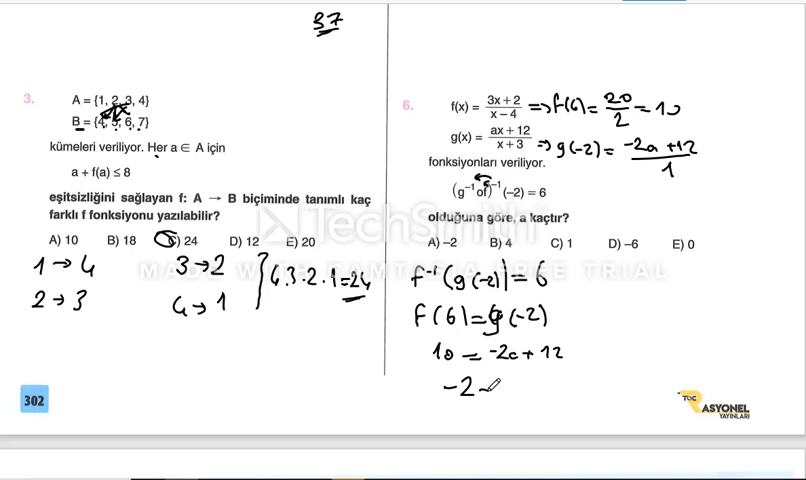 37
3.
A = {1, 2, 3, 4}
B = {4, 5, 6, 7}
kümeleri veriliyor. Her a ∈ A için
a + f(a) ≤ 8
eşitsizliğini sağlayan f: A → B biçiminde tanımlı kaç
farklı f fonksiyonu yazılabilir?
A) 10 B) 18 C) 24 D) 12 E) 20
1 → 4 3 → 2
2 → 3 4 → 1
} 4.3.2.1=24
302
6.
f(x) = 3x + 2 / x – 4 => f(6) = 20/2 = 10
g(x) = ax + 12 / x + 3 => g(-2) = -2a +12 / 1
fonksiyonları veriliyor.
(g⁻¹of)⁻¹(–2) = 6
olduğuna göre, a kaçtır?
A) –2 B) 4 C) 1 D) –6 E) 0
f⁻¹(g(-2)) = 6
f(6) = g(-2)
10 = -2a + 12
-2
TechSmith
MADE WITH CAMTASIA FREE TRIAL
RASYONEL
YAYINLARI